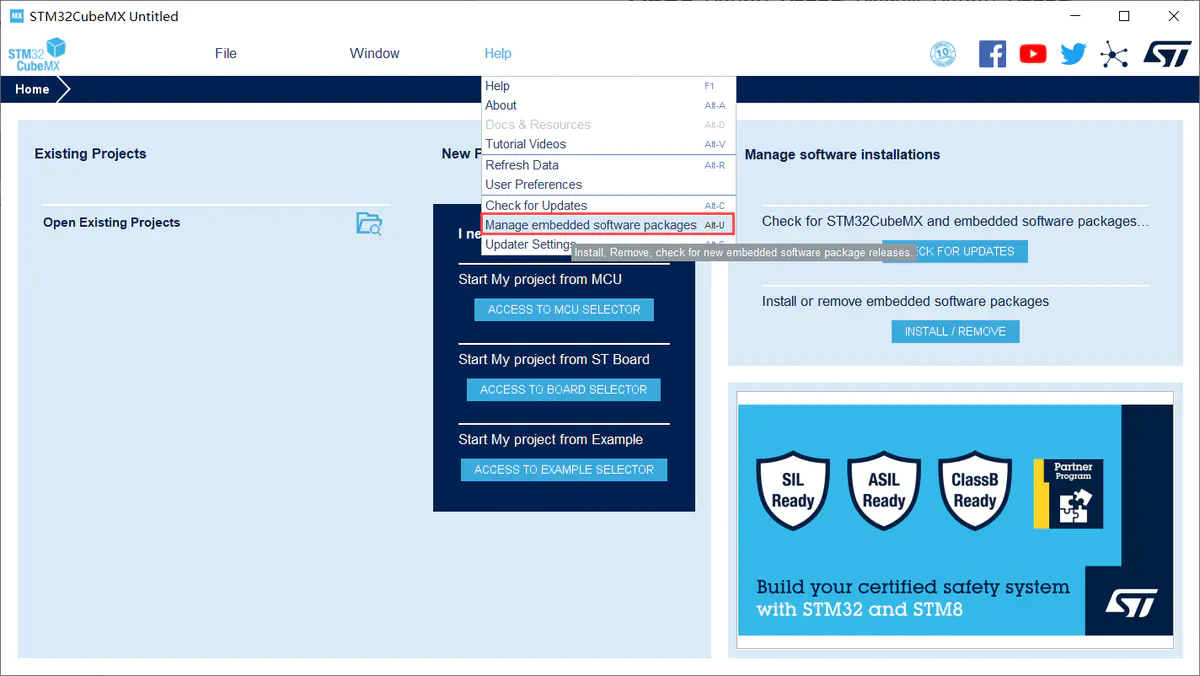 MX STM32CubeMX Untitled
STM32
CubeMX
File
Window
Help
10
Home
Help F1
About Alt-A
Docs & Resources Alt-D
Tutorial Videos Alt-V
Refresh Data Alt-R
User Preferences
Check for Updates Alt-C
Manage embedded software packages Alt-U
Updater Settings
Install, Remove, check for new embedded software package releases.
Existing Projects
Open Existing Projects
New P
I ne
Start My project from MCU
ACCESS TO MCU SELECTOR
Start My project from ST Board
ACCESS TO BOARD SELECTOR
Start My project from Example
ACCESS TO EXAMPLE SELECTOR
Manage software installations
Check for STM32CubeMX and embedded software packages...
CK FOR UPDATES
Install or remove embedded software packages
INSTALL / REMOVE
SIL
Ready
ASIL
Ready
ClassB
Ready
Partner
Program
Build your certified safety system
with STM32 and STM8
ST